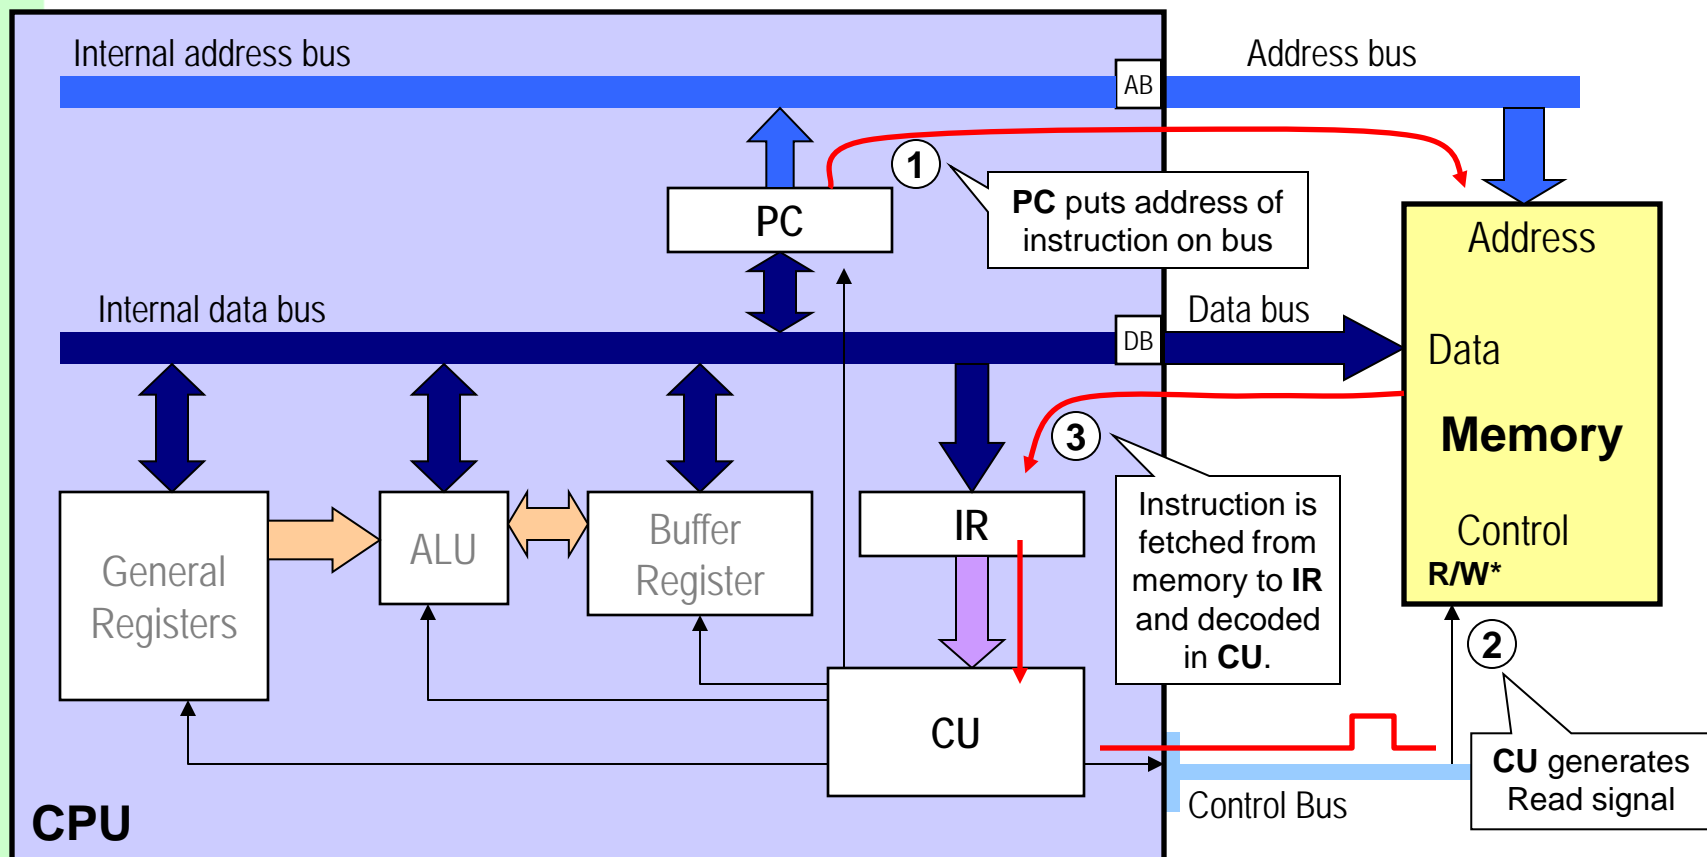 Internal address bus
AB
Address bus
1
PC puts address of
instruction on bus
PC
Address
Internal data bus
DB
Data bus
Data
Memory
3
Instruction is
fetched from
memory to IR
and decoded
in CU.
General
Registers
ALU
Buffer
Register
IR
Control
R/W*
2
CU generates
Read signal
CU
Control Bus
CPU